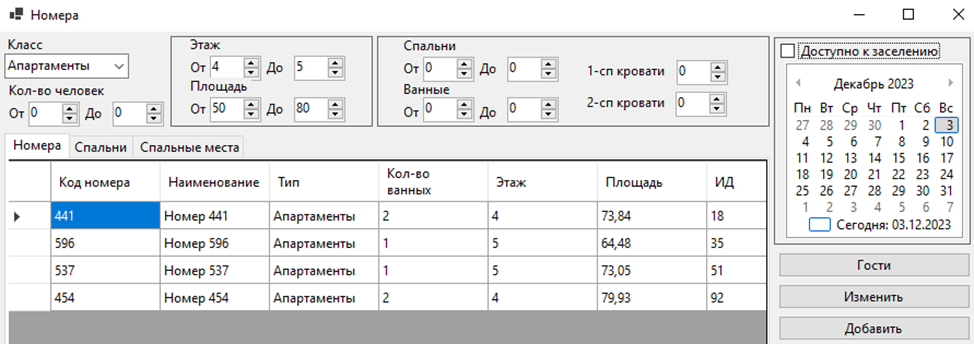 Номера
Класс
Апартаменты
Кол-во человек
От 0 До 0
Этаж
От 4 До 5
Площадь
От 50 До 80
Спальни
От 0 До 0
Ванные
От 0 До 0
1-сп кровати 0
2-сп кровати 0
Доступно к заселению
Декабрь 2023
Пн Вт Ср Чт Пт Сб Вс
27 28 29 30 1 2 3
4 5 6 7 8 9 10
11 12 13 14 15 16 17
18 19 20 21 22 23 24
25 26 27 28 29 30 31
1 2 3 4 5 6 7
Сегодня: 03.12.2023
Номера Спальни Спальные места
Код номера Наименование Тип Кол-во ванных Этаж Площадь ИД
441 Номер 441 Апартаменты 2 4 73,84 18
596 Номер 596 Апартаменты 1 5 64,48 35
537 Номер 537 Апартаменты 1 5 73,05 51
454 Номер 454 Апартаменты 2 4 79,93 92
Гости
Изменить
Добавить